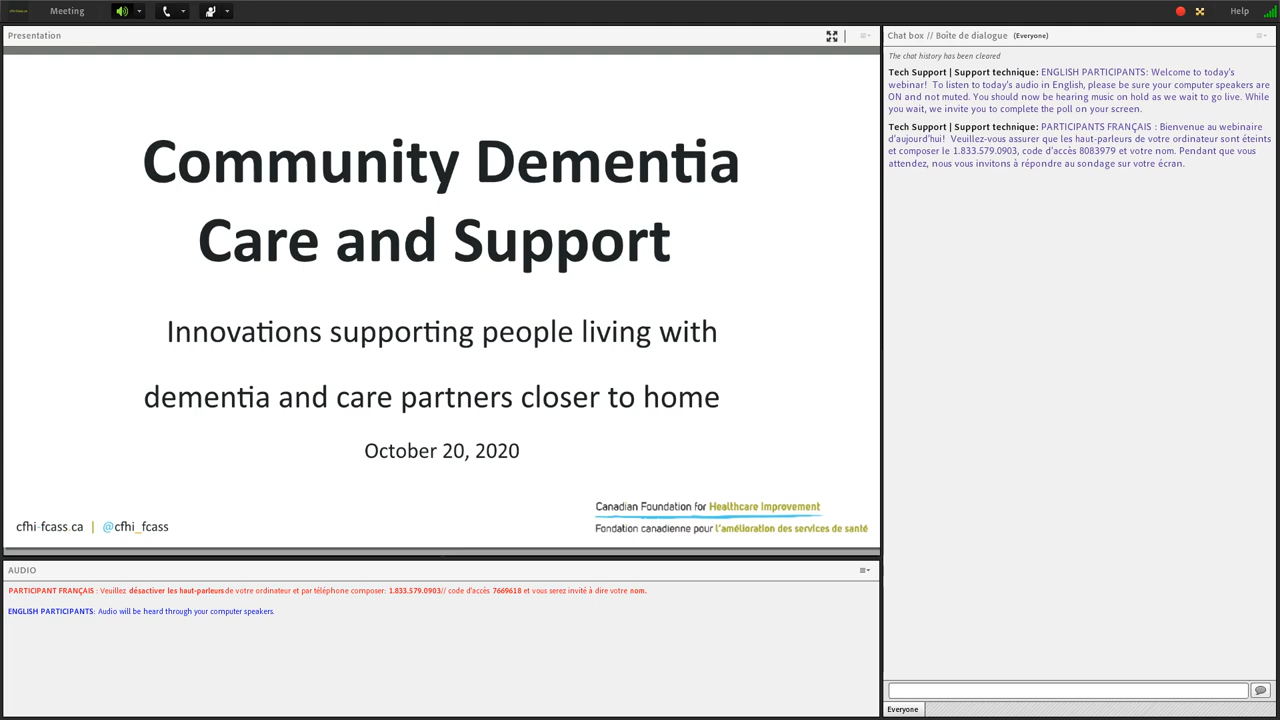 Meeting
Help
Presentation
Community Dementia
Care and Support
Innovations supporting people living with
dementia and care partners closer to home
October 20, 2020
cfhi-fcass.ca | @cfhi_fcass
Canadian Foundation for Healthcare Improvement
Fondation canadienne pour l'amélioration des services de santé
AUDIO
PARTICIPANT FRANÇAIS : Veuillez désactiver les haut-parleurs de votre ordinateur et par téléphone composer: 1.833.579.0903// code d'accès 7669618 et vous serez invité à dire votre nom.
ENGLISH PARTICIPANTS: Audio will be heard through your computer speakers.
Chat box // Boîte de dialogue (Everyone)
The chat history has been cleared
Tech Support | Support technique: ENGLISH PARTICIPANTS: Welcome to today's
webinar! To listen to today's audio in English, please be sure your computer speakers are
ON and not muted. You should now be hearing music on hold as we wait to go live. While
you wait, we invite you to complete the poll on your screen.
Tech Support | Support technique: PARTICIPANTS FRANÇAIS : Bienvenue au webinaire
d'aujourd'hui! Veuillez-vous assurer que les haut-parleurs de votre ordinateur sont éteints
et composer le 1.833.579.0903, code d'accès 8083979 et votre nom. Pendant que vous
attendez, nous vous invitons à répondre au sondage sur votre écran.
Everyone